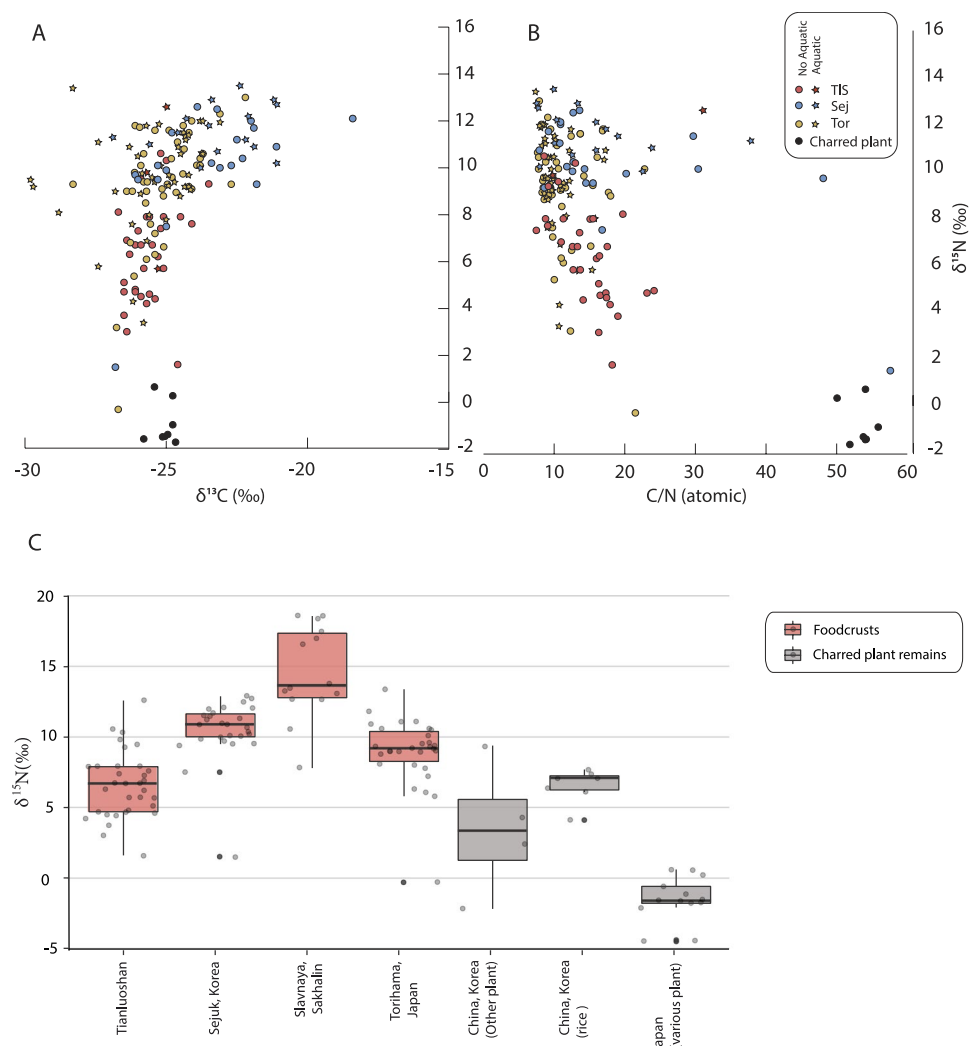 A
16
14
12
10
8
6
4
2
0
-2
-30
-25
-20
-15
δ¹³C (‰)
B
16
14
12
10
8
6
4
2
0
-2
δ¹⁵N (‰)
0
10
20
30
40
50
60
C/N (atomic)
No Aquatic
Aquatic
TlS
Sej
Tor
Charred plant
C
20
15
10
5
0
-5
δ ¹⁵N(‰)
Foodcrusts
Charred plant remains
Tianluoshan
Sejuk, Korea
Slavnaya,
Sakhalin
Torihama,
Japan
China, Korea
(Other plant)
China, Korea
(rice )
apan
various plant)